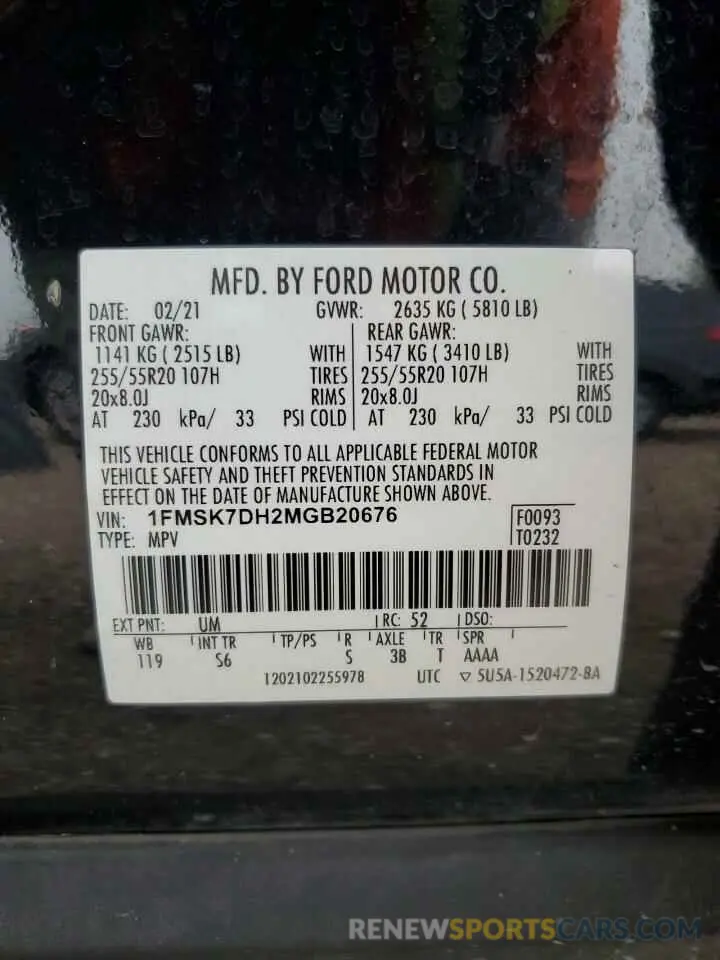 MFD. BY FORD MOTOR CO.
DATE: 02/21 GVWR: 2635 KG ( 5810 LB)
FRONT GAWR: REAR GAWR:
1141 KG ( 2515 LB) WITH 1547 KG ( 3410 LB) WITH
255/55R20 107H TIRES 255/55R20 107H TIRES
20x8.0J RIMS 20x8.0J RIMS
AT 230 kPa/ 33 PSI COLD AT 230 kPa/ 33 PSI COLD
THIS VEHICLE CONFORMS TO ALL APPLICABLE FEDERAL MOTOR
VEHICLE SAFETY AND THEFT PREVENTION STANDARDS IN
EFFECT ON THE DATE OF MANUFACTURE SHOWN ABOVE.
VIN: 1FMSK7DH2MGB20676 F0093
TYPE: MPV T0232
EXT PNT: UM RC: 52 DSO:
WB INT TR TP/PS R AXLE TR SPR
119 S6 S 3B T AAAA
1202102255978 UTC ▽ 5U5A-1520472-BA
RENEWSPORTSCARS.COM